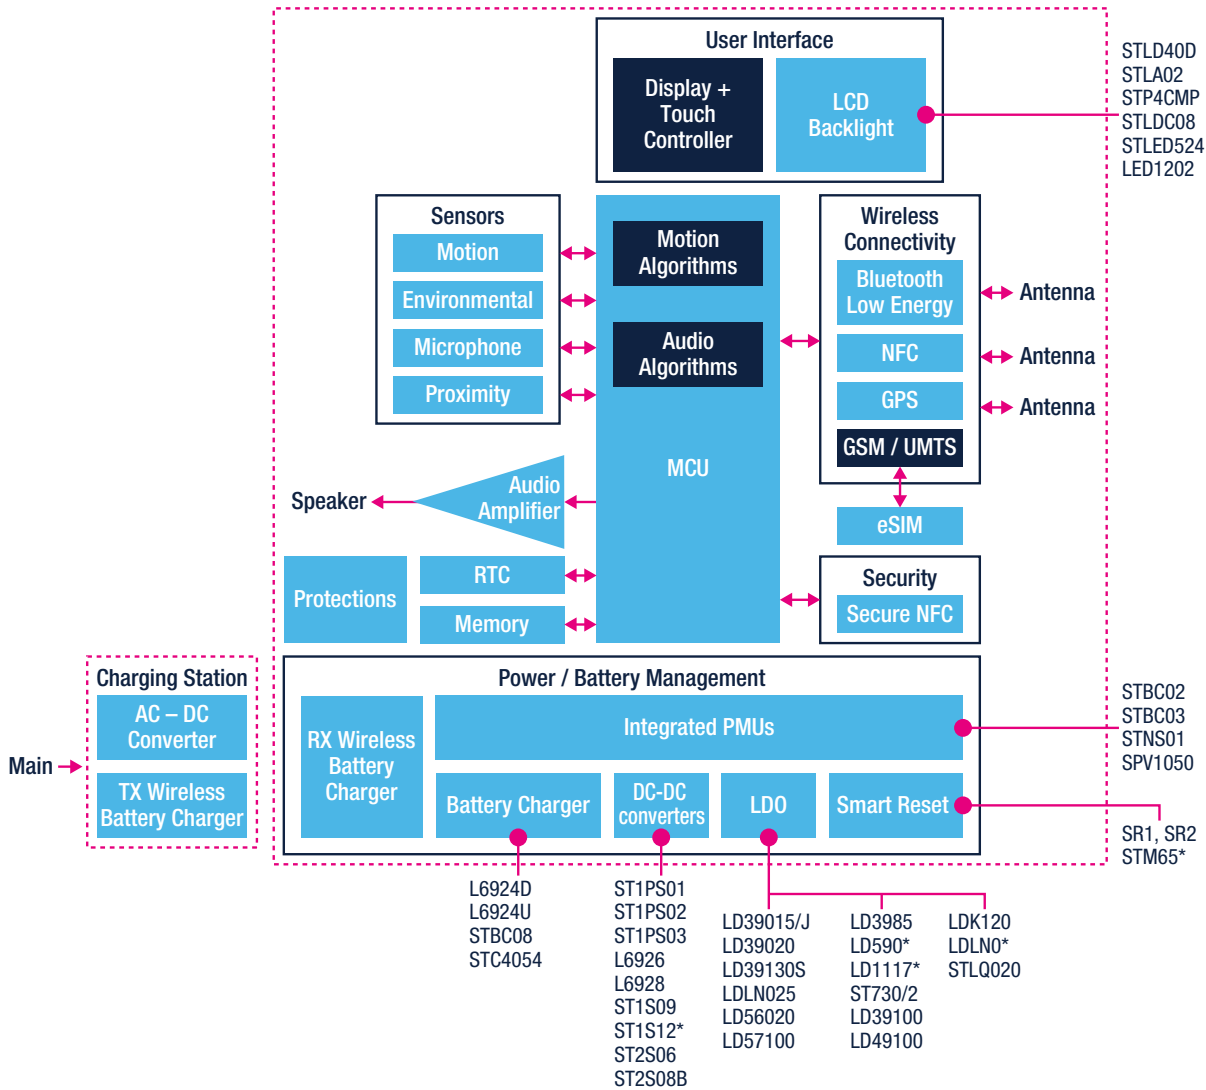 User Interface
Display +
Touch
Controller
LCD
Backlight
STLD40D
STLA02
STP4CMP
STLDC08
STLED524
LED1202
Sensors
Motion
Environmental
Microphone
Proximity
Motion
Algorithms
Audio
Algorithms
MCU
Wireless
Connectivity
Bluetooth
Low Energy
NFC
GPS
GSM / UMTS
Antenna
Antenna
Antenna
eSIM
Speaker
Audio
Amplifier
Protections
RTC
Memory
Security
Secure NFC
Charging Station
AC – DC
Converter
TX Wireless
Battery Charger
Main
Power / Battery Management
RX Wireless
Battery
Charger
Integrated PMUs
Battery Charger
DC-DC
converters
LDO
Smart Reset
STBC02
STBC03
STNS01
SPV1050
SR1, SR2
STM65*
L6924D
L6924U
STBC08
STC4054
ST1PS01
ST1PS02
ST1PS03
L6926
L6928
ST1S09
ST1S12*
ST2S06
ST2S08B
LD39015/J
LD39020
LD39130S
LDLN025
LD56020
LD57100
LD3985
LD590*
LD1117*
ST730/2
LD39100
LD49100
LDK120
LDLN0*
STLQ020